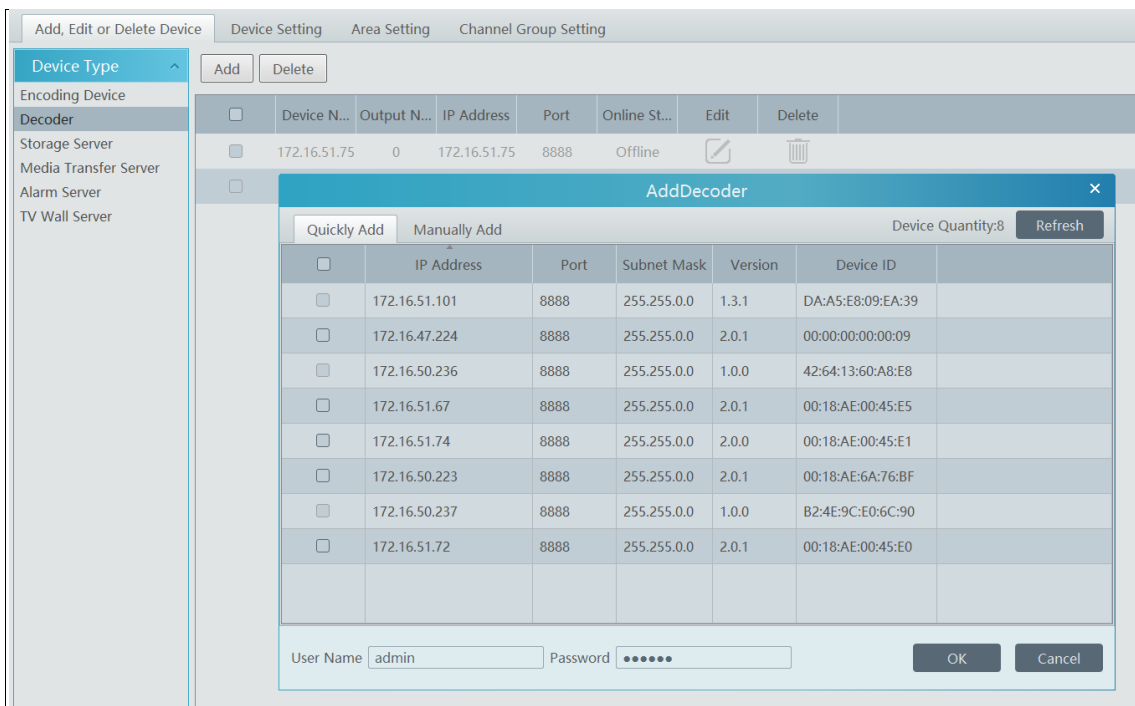 Add, Edit or Delete Device Device Setting Area Setting Channel Group Setting
Device Type
Encoding Device
Decoder
Storage Server
Media Transfer Server
Alarm Server
TV Wall Server
Add Delete
Device N... Output N... IP Address Port Online St... Edit Delete
172.16.51.75 0 172.16.51.75 8888 Offline
AddDecoder
Quickly Add Manually Add Device Quantity:8 Refresh
IP Address Port Subnet Mask Version Device ID
172.16.51.101 8888 255.255.0.0 1.3.1 DA:A5:E8:09:EA:39
172.16.47.224 8888 255.255.0.0 2.0.1 00:00:00:00:00:09
172.16.50.236 8888 255.255.0.0 1.0.0 42:64:13:60:A8:E8
172.16.51.67 8888 255.255.0.0 2.0.1 00:18:AE:00:45:E5
172.16.51.74 8888 255.255.0.0 2.0.0 00:18:AE:00:45:E1
172.16.50.223 8888 255.255.0.0 2.0.1 00:18:AE:6A:76:BF
172.16.50.237 8888 255.255.0.0 1.0.0 B2:4E:9C:E0:6C:90
172.16.51.72 8888 255.255.0.0 2.0.1 00:18:AE:00:45:E0
User Name admin Password ●●●●●● OK Cancel